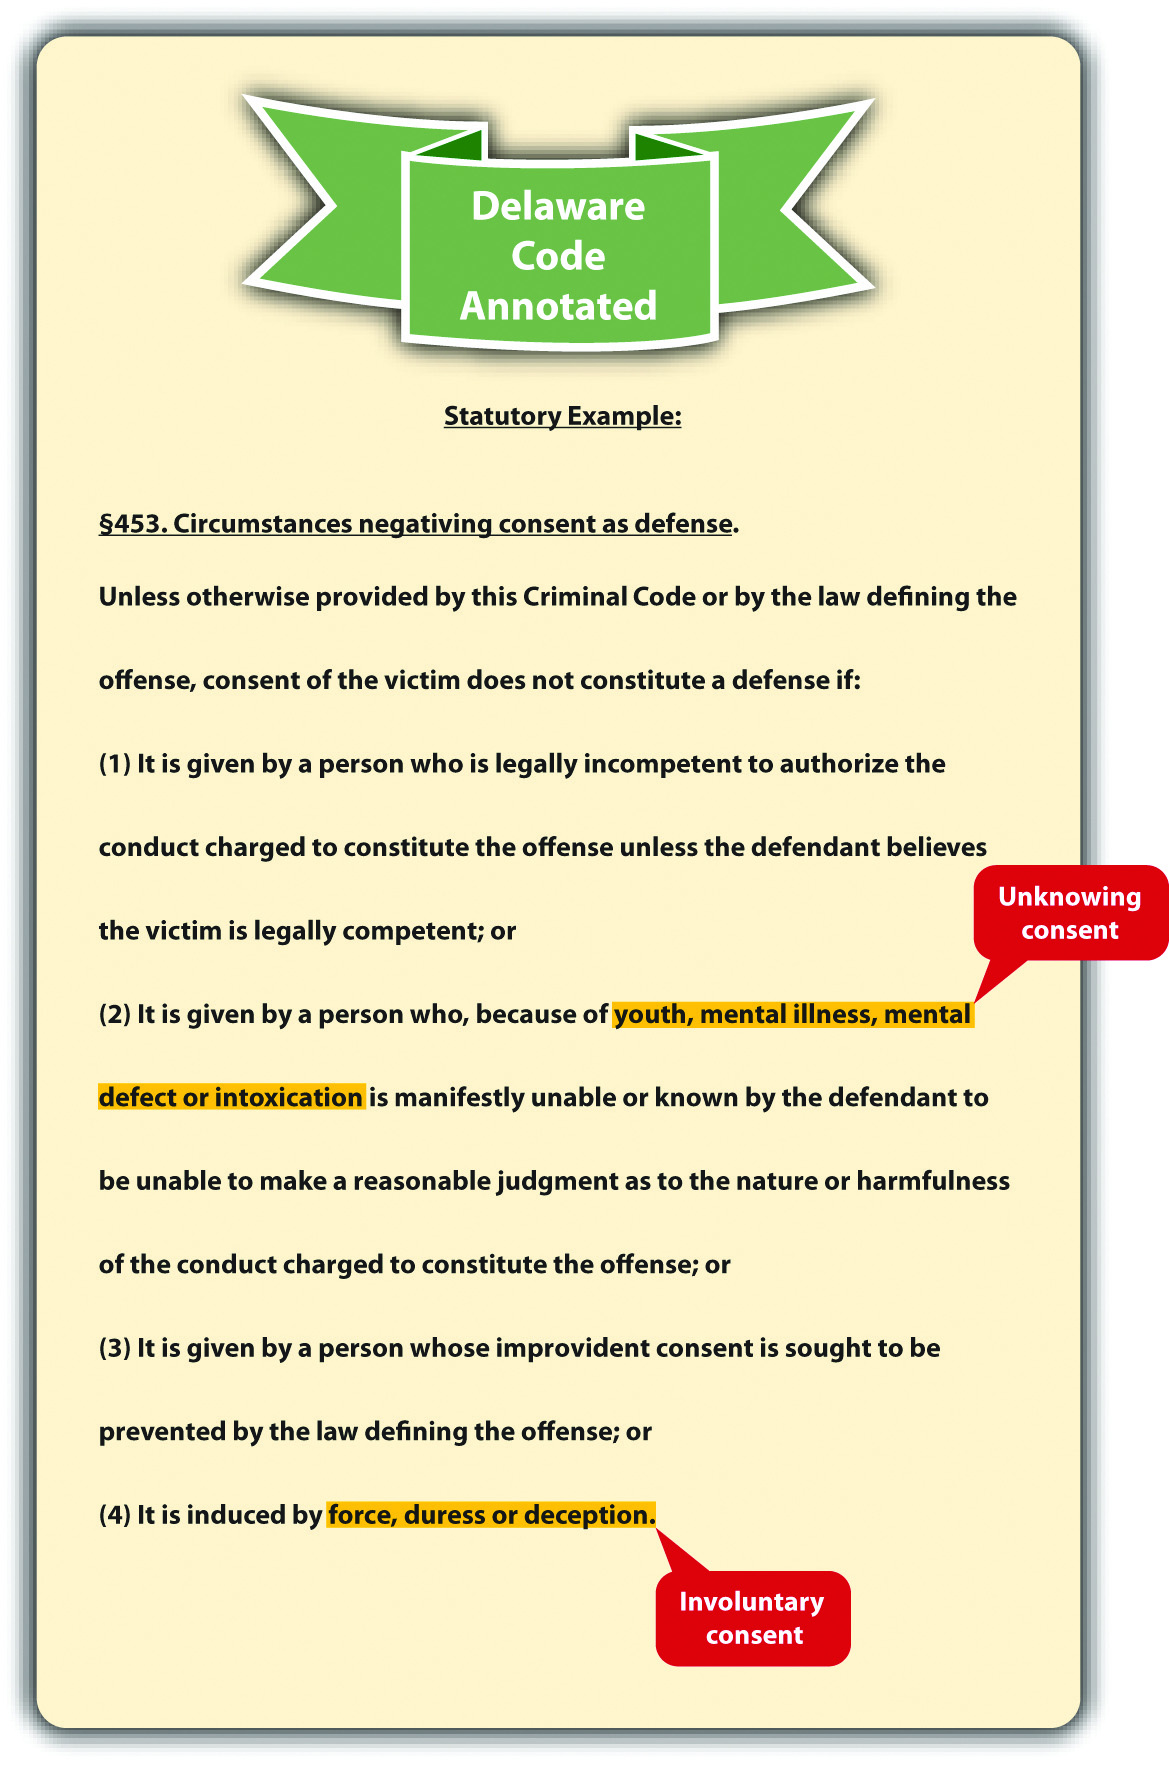 Delaware
Code
Annotated
Statutory Example:
§453. Circumstances negativing consent as defense.
Unless otherwise provided by this Criminal Code or by the law defining the
offense, consent of the victim does not constitute a defense if:
(1) It is given by a person who is legally incompetent to authorize the
conduct charged to constitute the offense unless the defendant believes
the victim is legally competent; or
Unknowing
consent
(2) It is given by a person who, because of youth, mental illness, mental
defect or intoxication is manifestly unable or known by the defendant to
be unable to make a reasonable judgment as to the nature or harmfulness
of the conduct charged to constitute the offense; or
(3) It is given by a person whose improvident consent is sought to be
prevented by the law defining the offense; or
(4) It is induced by force, duress or deception.
Involuntary
consent